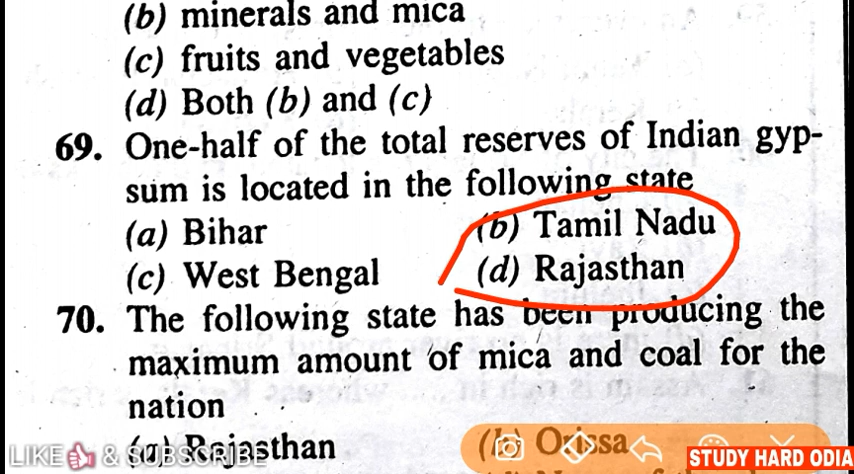 (b) minerals and mica
(c) fruits and vegetables
(d) Both (b) and (c)
69. One-half of the total reserves of Indian gyp-
sum is located in the following state
(a) Bihar (b) Tamil Nadu
(c) West Bengal (d) Rajasthan
70. The following state has been producing the
maximum amount of mica and coal for the
nation
(a) Rajasthan (b) Orissa
LIKE & SUBSCRIBE
STUDY HARD ODIA